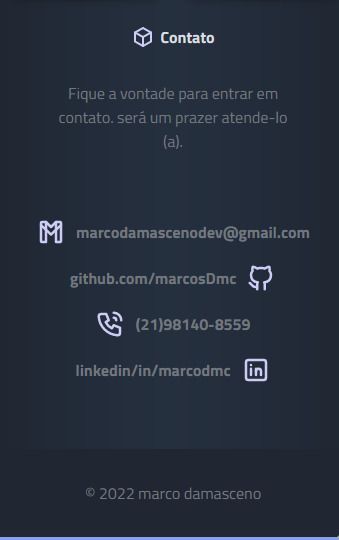 Contato
Fique a vontade para entrar em
contato. será um prazer atende-lo
(a).
marcodamascenodev@gmail.com
github.com/marcosDmc
(21)98140-8559
linkedin/in/marcodmc
© 2022 marco damasceno